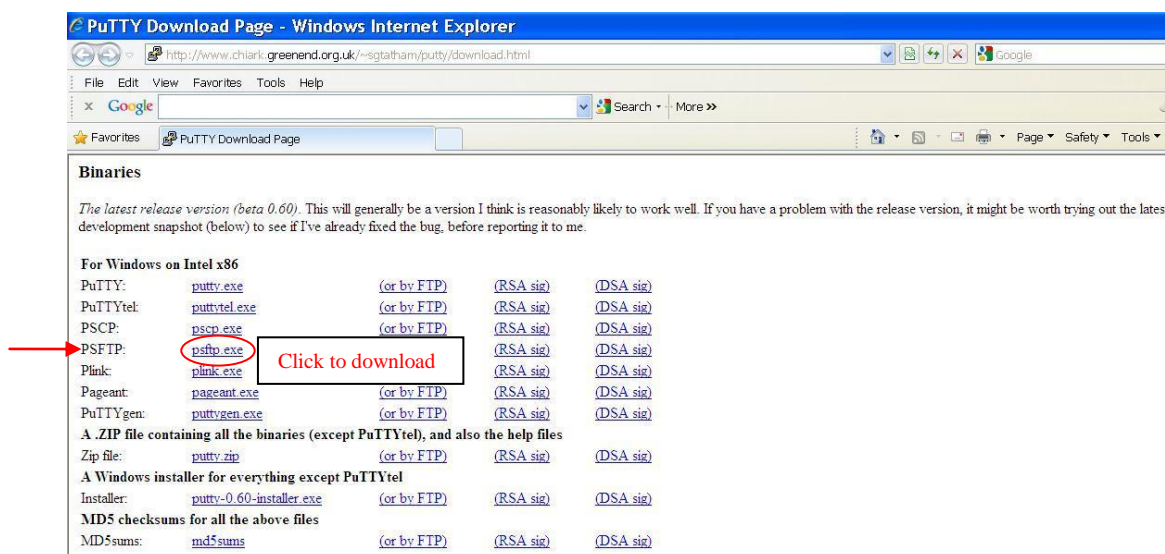 PuTTY Download Page - Windows Internet Explorer
http://www.chiark.greenend.org.uk/~sgtatham/putty/download.html
Google
File Edit View Favorites Tools Help
x Google Search More >>
Favorites PuTTY Download Page Page Safety Tools
Binaries
The latest release version (beta 0.60). This will generally be a version I think is reasonably likely to work well. If you have a problem with the release version, it might be worth trying out the lates
development snapshot (below) to see if I've already fixed the bug, before reporting it to me.
For Windows on Intel x86
PuTTY: putty.exe (or by FTP) (RSA sig) (DSA sig)
PuTTYtel: puttytel.exe (or by FTP) (RSA sig) (DSA sig)
PSCP: pscp.exe (or by FTP) (RSA sig) (DSA sig)
PSFTP: psftp.exe Click to download (RSA sig) (DSA sig)
Plink: plink.exe (RSA sig) (DSA sig)
Pageant: pageant.exe (or by FTP) (RSA sig) (DSA sig)
PuTTYgen: puttygen.exe (or by FTP) (RSA sig) (DSA sig)
A .ZIP file containing all the binaries (except PuTTYtel), and also the help files
Zip file: putty.zip (or by FTP) (RSA sig) (DSA sig)
A Windows installer for everything except PuTTYtel
Installer: putty-0.60-installer.exe (or by FTP) (RSA sig) (DSA sig)
MD5 checksums for all the above files
MD5sums: md5sums (or by FTP) (RSA sig) (DSA sig)